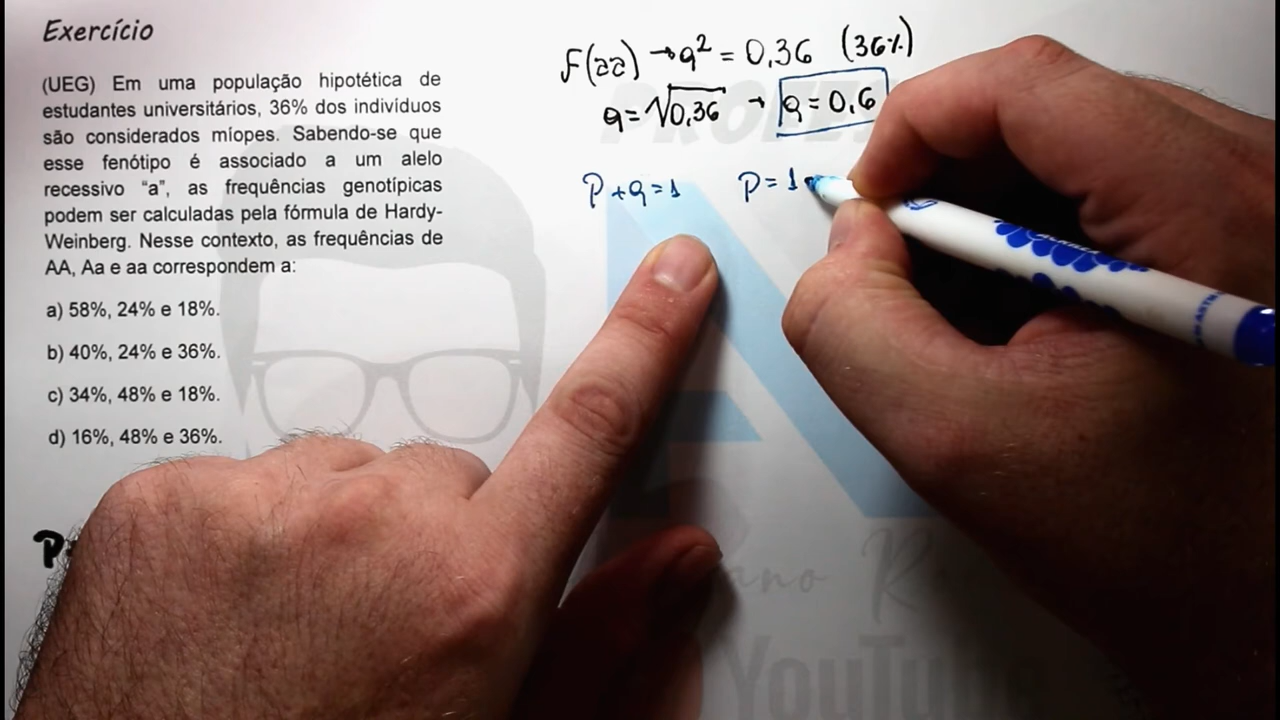 Exercício
(UEG) Em uma população hipotética de
estudantes universitários, 36% dos indivíduos
são considerados míopes. Sabendo-se que
esse fenótipo é associado a um alelo
recessivo “a”, as frequências genotípicas
podem ser calculadas pela fórmula de Hardy-
Weinberg. Nesse contexto, as frequências de
AA, Aa e aa correspondem a:
a) 58%, 24% e 18%.
b) 40%, 24% e 36%.
c) 34%, 48% e 18%.
d) 16%, 48% e 36%.
F(aa) → q² = 0,36 (36%)
q = √0,36 → q = 0,6
P + q = 1 P = 1
YouTube